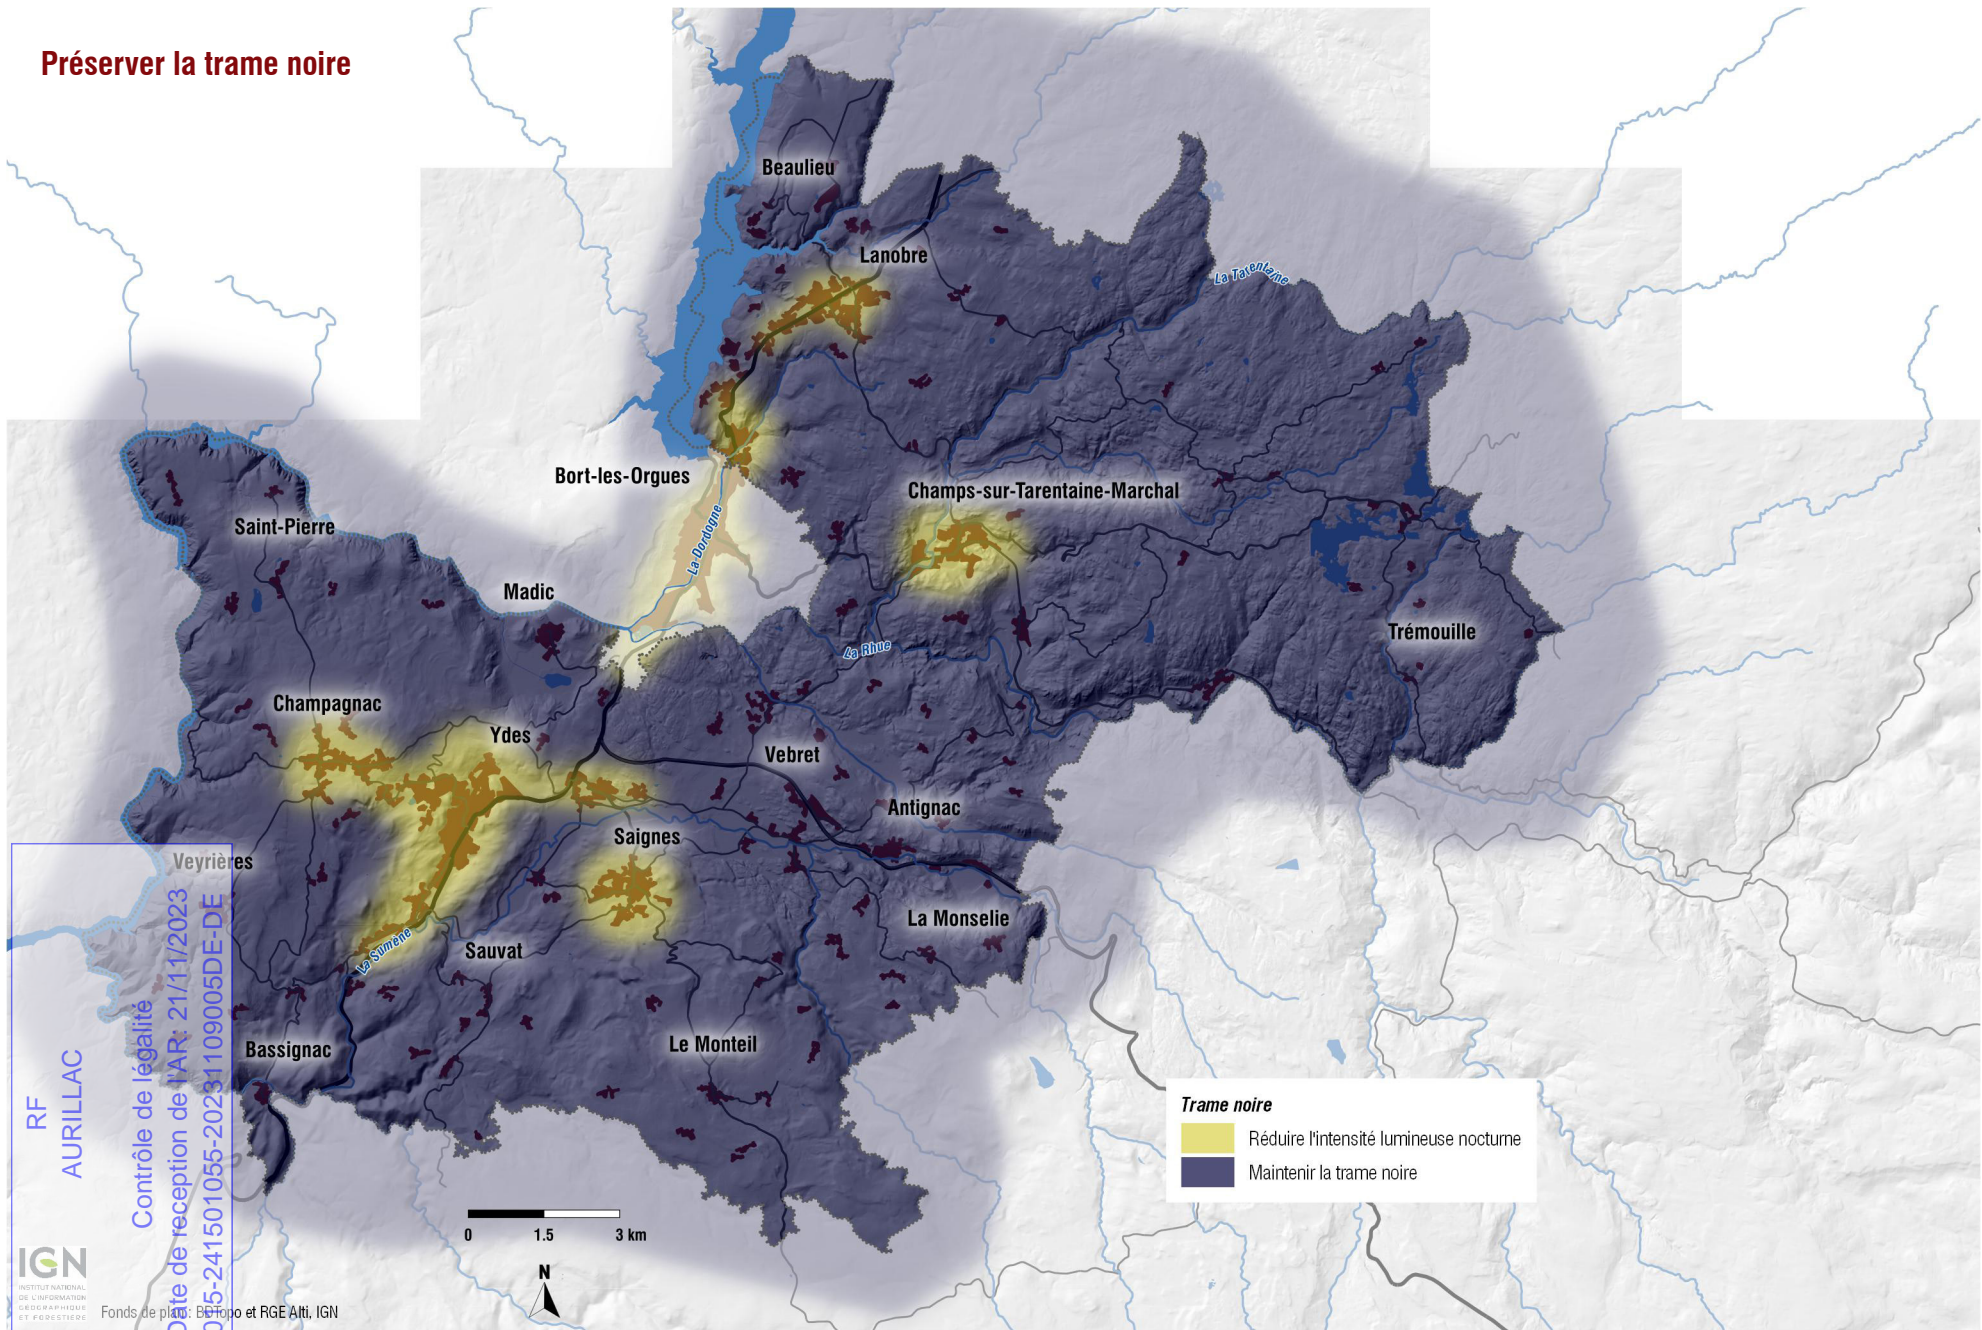 Préserver la trame noire
Beaulieu
Lanobre
La Tarentaine
Bort-les-Orgues
Champs-sur-Tarentaine-Marchal
Saint-Pierre
La Dordogne
Madic
Trémouille
La Rhue
Champagnac
Ydes
Vebret
Antignac
Saignes
Veyrières
La Monselie
La Sumène
Sauvat
Bassignac
Le Monteil
Trame noire
Réduire l'intensité lumineuse nocturne
Maintenir la trame noire
0 1.5 3 km
N
RF
AURILLAC
Contrôle de légalité
Date de reception de l'AR: 21/11/2023
015-241501055-20231109005DE-DE
IGN
INSTITUT NATIONAL
DE L'INFORMATION
GÉOGRAPHIQUE
ET FORESTIÈRE
Fonds de plan : BDTopo et RGE Alti, IGN